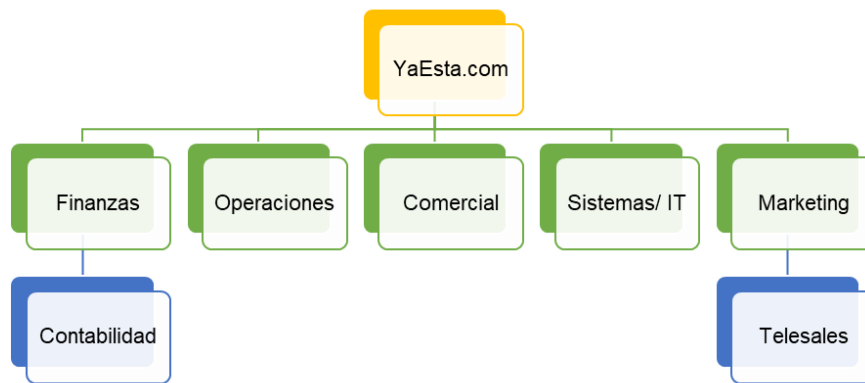 YaEsta.com
Finanzas
Operaciones
Comercial
Sistemas/ IT
Marketing
Contabilidad
Telesales